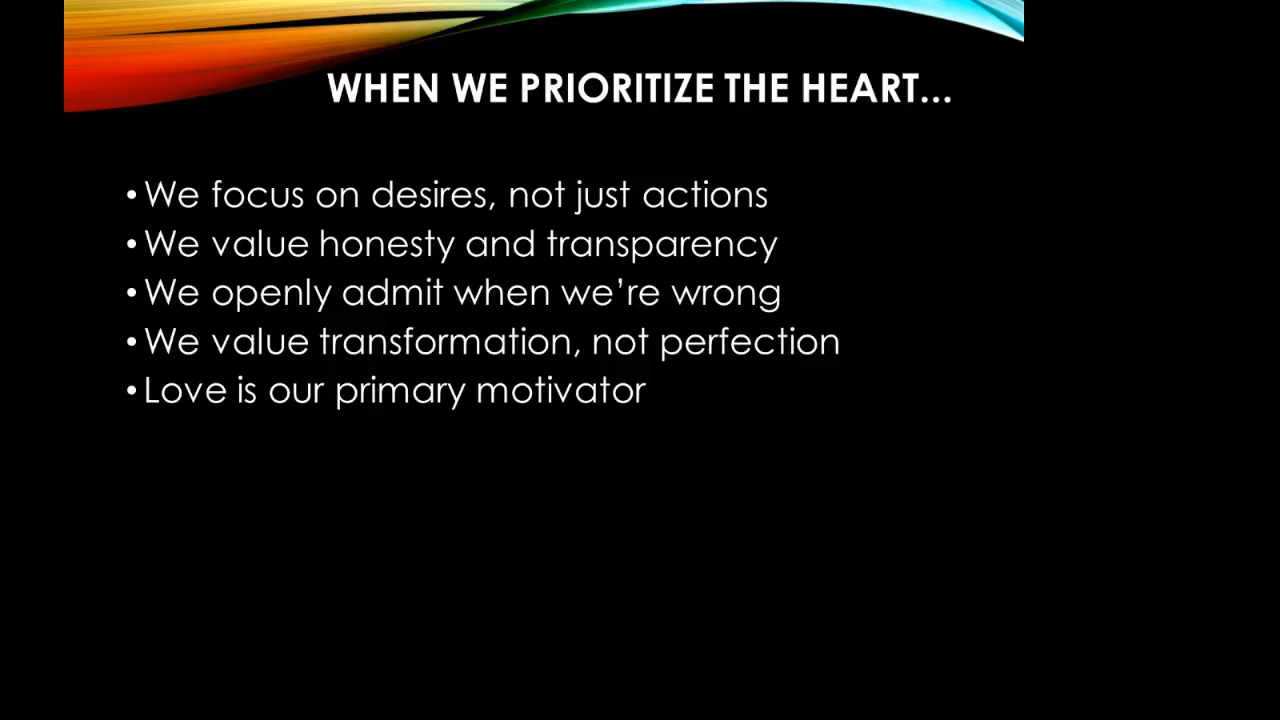 WHEN WE PRIORITIZE THE HEART...
• We focus on desires, not just actions
• We value honesty and transparency
• We openly admit when we’re wrong
• We value transformation, not perfection
• Love is our primary motivator